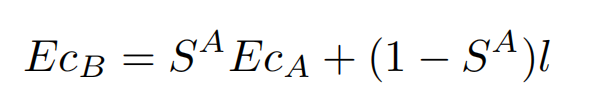 $Ec_B = S^A Ec_A + (1 - S^A)l$